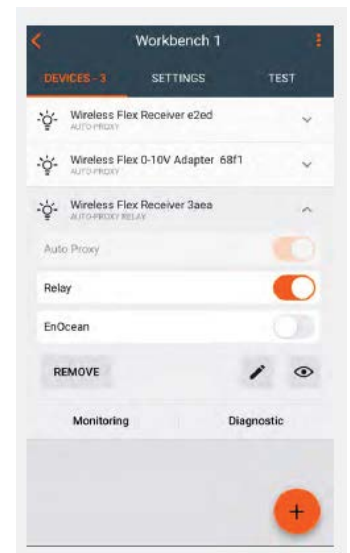 Workbench 1
DEVICES - 3 SETTINGS TEST
Wireless Flex Receiver e2ed
AUTO-PROXY
Wireless Flex 0-10V Adapter 68f1
AUTO-PROXY
Wireless Flex Receiver 3aea
AUTO-PROXY RELAY
Auto Proxy
Relay
EnOcean
REMOVE
Monitoring Diagnostic